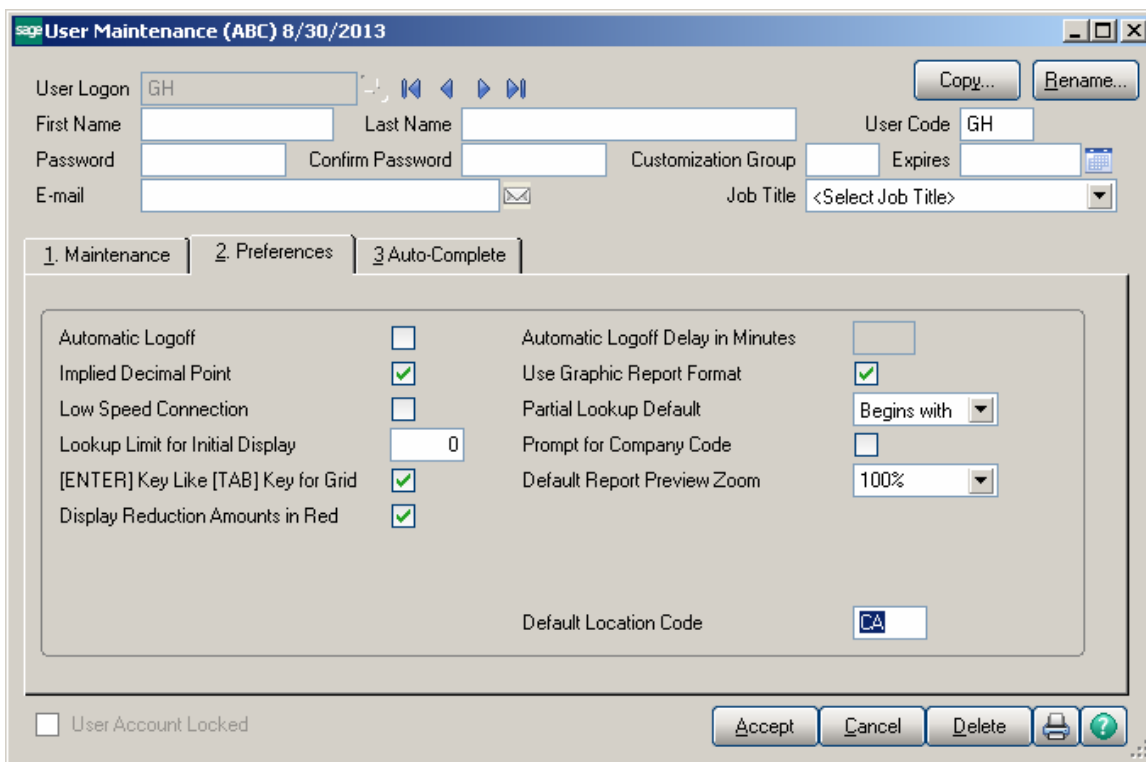 sage User Maintenance (ABC) 8/30/2013
User Logon GH Copy... Rename...
First Name Last Name User Code GH
Password Confirm Password Customization Group Expires
E-mail Job Title <Select Job Title>
1. Maintenance 2. Preferences 3 Auto-Complete
Automatic Logoff Automatic Logoff Delay in Minutes
Implied Decimal Point Use Graphic Report Format
Low Speed Connection Partial Lookup Default Begins with
Lookup Limit for Initial Display 0 Prompt for Company Code
[ENTER] Key Like [TAB] Key for Grid Default Report Preview Zoom 100%
Display Reduction Amounts in Red
Default Location Code CA
User Account Locked Accept Cancel Delete ?